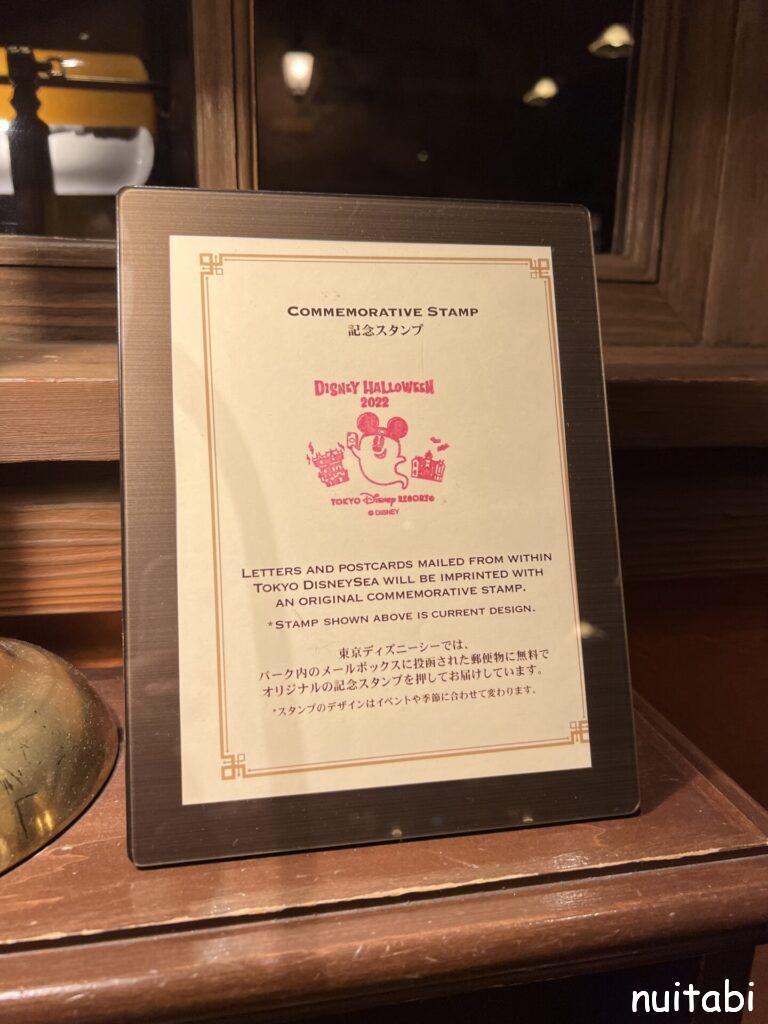 COMMEMORATIVE STAMP
記念スタンプ
DISNEY HALLOWEEN
2022
TOKYO Disney RESORT®
© DISNEY
LETTERS AND POSTCARDS MAILED FROM WITHIN
TOKYO DISNEYSEA WILL BE IMPRINTED WITH
AN ORIGINAL COMMEMORATIVE STAMP.
*STAMP SHOWN ABOVE IS CURRENT DESIGN.
東京ディズニーシーでは、
パーク内のメールボックスに投函された郵便物に無料で
オリジナルの記念スタンプを押してお届けしています。
*スタンプのデザインはイベントや季節に合わせて変わります。
nuitabi